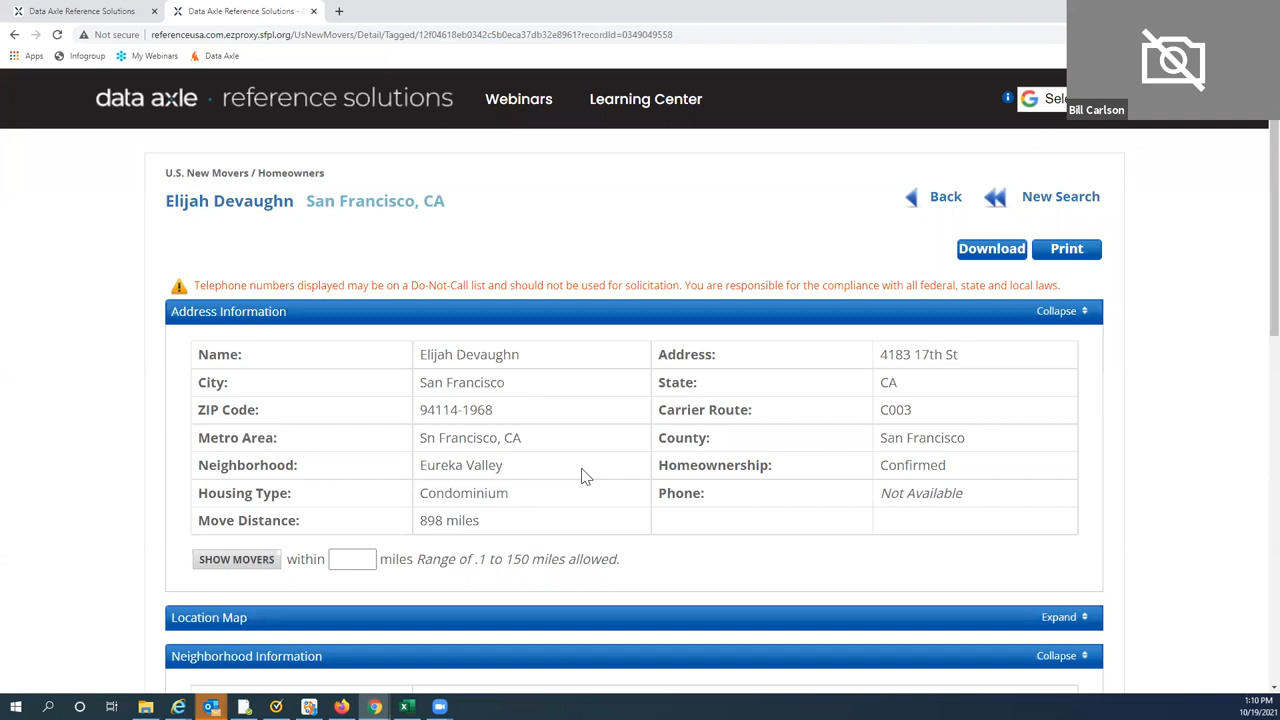 Data Axle Reference Solutions
Data Axle Reference Solutions -
Not secure referenceusa.com.ezproxy.sfpl.org/UsNewMovers/Detail/Tagged/12f04618eb0342c5b0eca37db32e8961?recordId=0349049558
Apps Infogroup My Webinars Data Axle
data axle · reference solutions Webinars Learning Center
Sele
Bill Carlson
U.S. New Movers / Homeowners
Elijah Devaughn San Francisco, CA
Back New Search
Download Print
Telephone numbers displayed may be on a Do-Not-Call list and should not be used for solicitation. You are responsible for the compliance with all federal, state and local laws.
Address Information Collapse
Name: Elijah Devaughn Address: 4183 17th St
City: San Francisco State: CA
ZIP Code: 94114-1968 Carrier Route: C003
Metro Area: Sn Francisco, CA County: San Francisco
Neighborhood: Eureka Valley Homeownership: Confirmed
Housing Type: Condominium Phone: Not Available
Move Distance: 898 miles
SHOW MOVERS within miles Range of .1 to 150 miles allowed.
Location Map Expand
Neighborhood Information Collapse
1:10 PM
10/19/2021